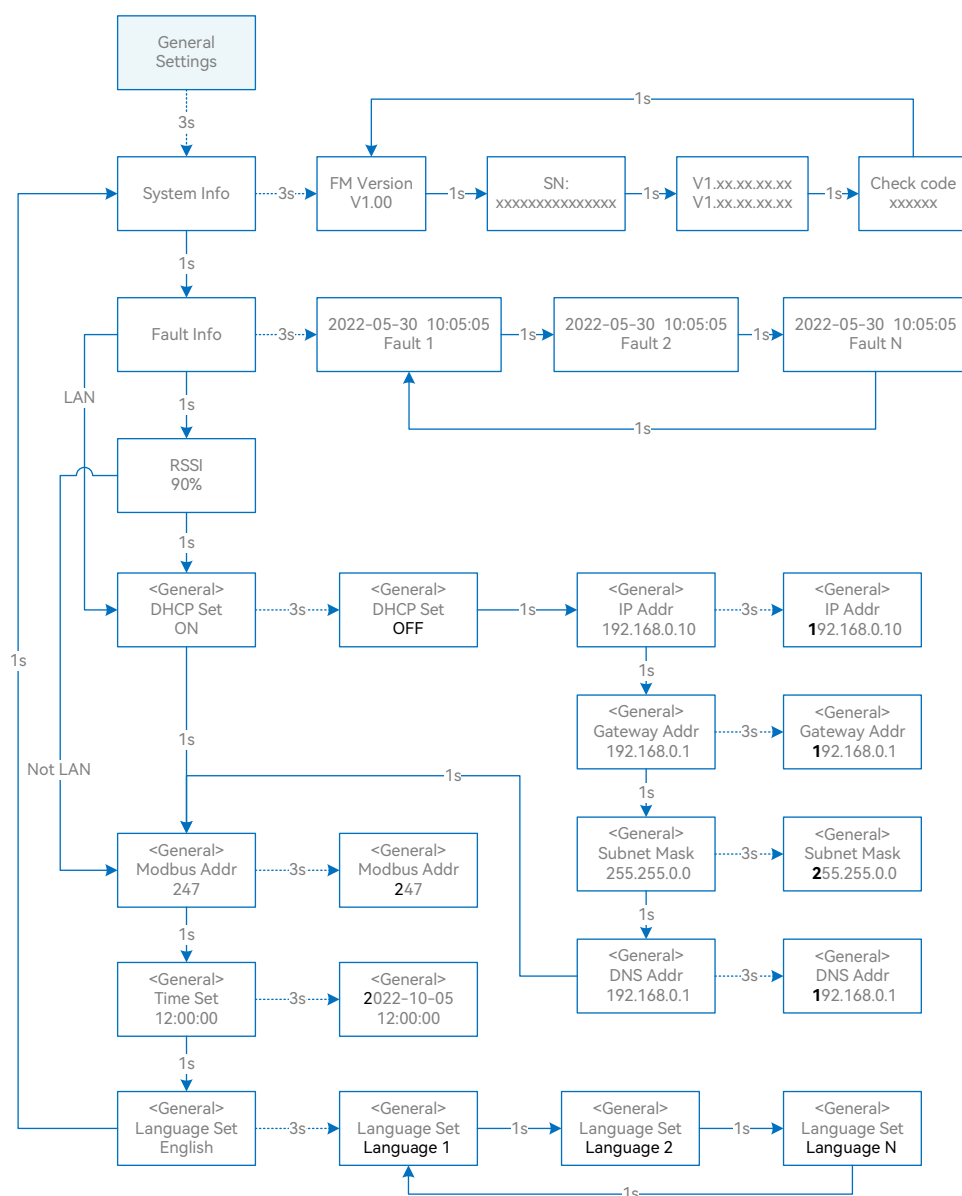 General
Settings
3s
1s
System Info
3s
FM Version
V1.00
1s
SN:
xxxxxxxxxxxxxxx
1s
V1.xx.xx.xx.xx
V1.xx.xx.xx.xx
1s
Check code
xxxxxx
1s
Fault Info
3s
2022-05-30 10:05:05
Fault 1
1s
2022-05-30 10:05:05
Fault 2
1s
2022-05-30 10:05:05
Fault N
LAN
1s
1s
RSSI
90%
1s
<General>
DHCP Set
ON
3s
<General>
DHCP Set
OFF
1s
<General>
IP Addr
192.168.0.10
3s
<General>
IP Addr
192.168.0.10
1s
1s
<General>
Gateway Addr
192.168.0.1
3s
<General>
Gateway Addr
192.168.0.1
1s
Not LAN
1s
1s
<General>
Modbus Addr
247
3s
<General>
Modbus Addr
247
<General>
Subnet Mask
255.255.0.0
3s
<General>
Subnet Mask
255.255.0.0
1s
1s
<General>
Time Set
12:00:00
3s
2022-10-05
12:00:00
<General>
DNS Addr
192.168.0.1
3s
<General>
DNS Addr
192.168.0.1
1s
<General>
Language Set
English
3s
<General>
Language Set
Language 1
1s
<General>
Language Set
Language 2
1s
<General>
Language Set
Language N
1s